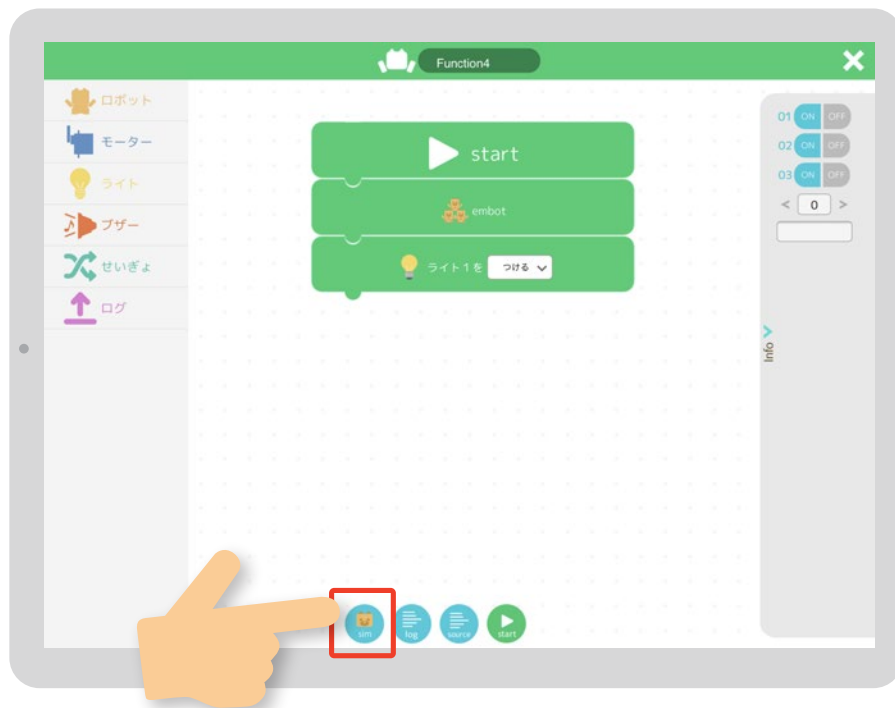 Function4
ロボット
モーター
ライト
ブザー
せいぎょ
ログ
start
embot
ライト1を つける
01 ON OFF
02 ON OFF
03 ON OFF
< 0 >
Info
sim
log
source
start